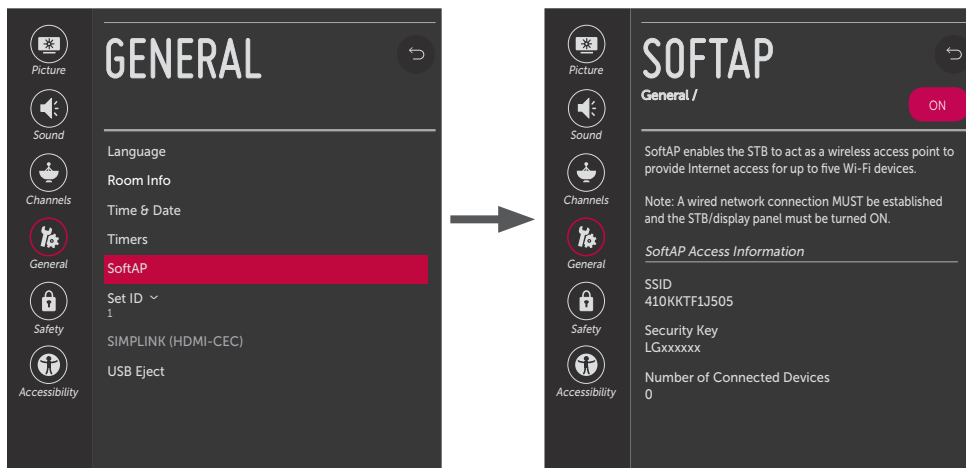 Picture
Sound
Channels
General
Safety
Accessibility
GENERAL
Language
Room Info
Time & Date
Timers
SoftAP
Set ID
1
SIMPLINK (HDMI-CEC)
USB Eject
Picture
Sound
Channels
General
Safety
Accessibility
SOFTAP
General /
ON
SoftAP enables the STB to act as a wireless access point to
provide Internet access for up to five Wi-Fi devices.
Note: A wired network connection MUST be established
and the STB/display panel must be turned ON.
SoftAP Access Information
SSID
410KKTF1J505
Security Key
LGxxxxxx
Number of Connected Devices
0